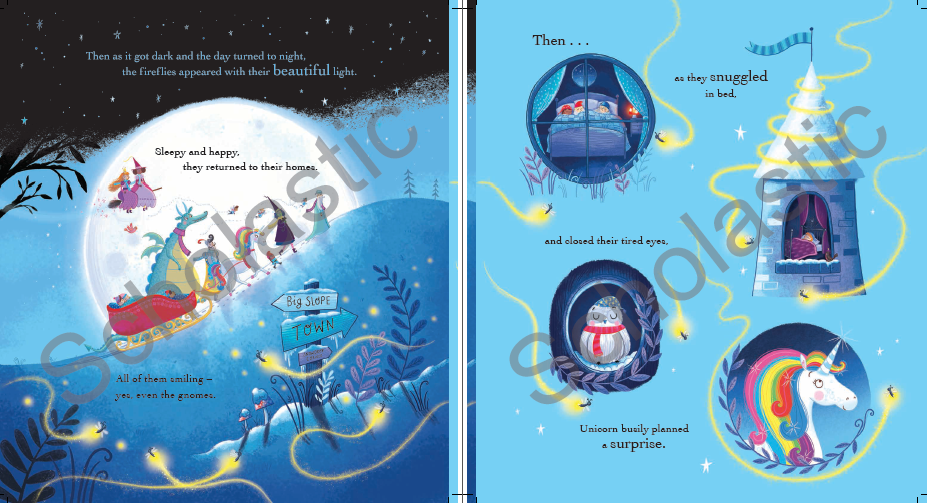 Then as it got dark and the day turned to night,
the fireflies appeared with their beautiful light.
Sleepy and happy,
they returned to their homes.
Big SLOPE
TOWN
All of them smiling –
yes, even the gnomes.
Scholastic
Then . . .
as they snuggled
in bed,
and closed their tired eyes,
Unicorn busily planned
a surprise.
Scholastic